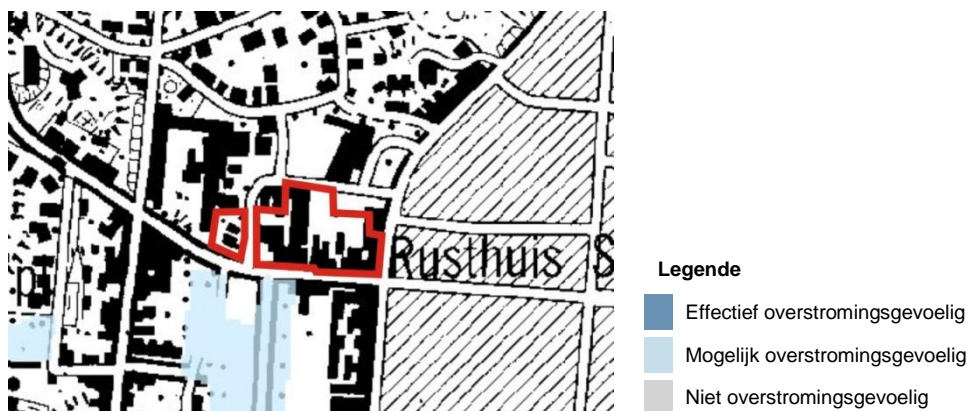 Rusthuis S
p
Legende
Effectief overstromingsgevoelig
Mogelijk overstromingsgevoelig
Niet overstromingsgevoelig